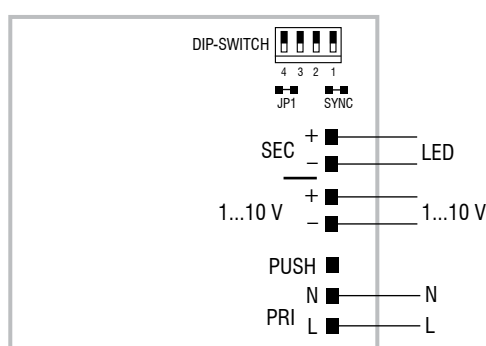 DIP-SWITCH
4 3 2 1
JP1 SYNC
SEC + LED
–
1...10 V + 1...10 V
–
PUSH
N N
PRI L L